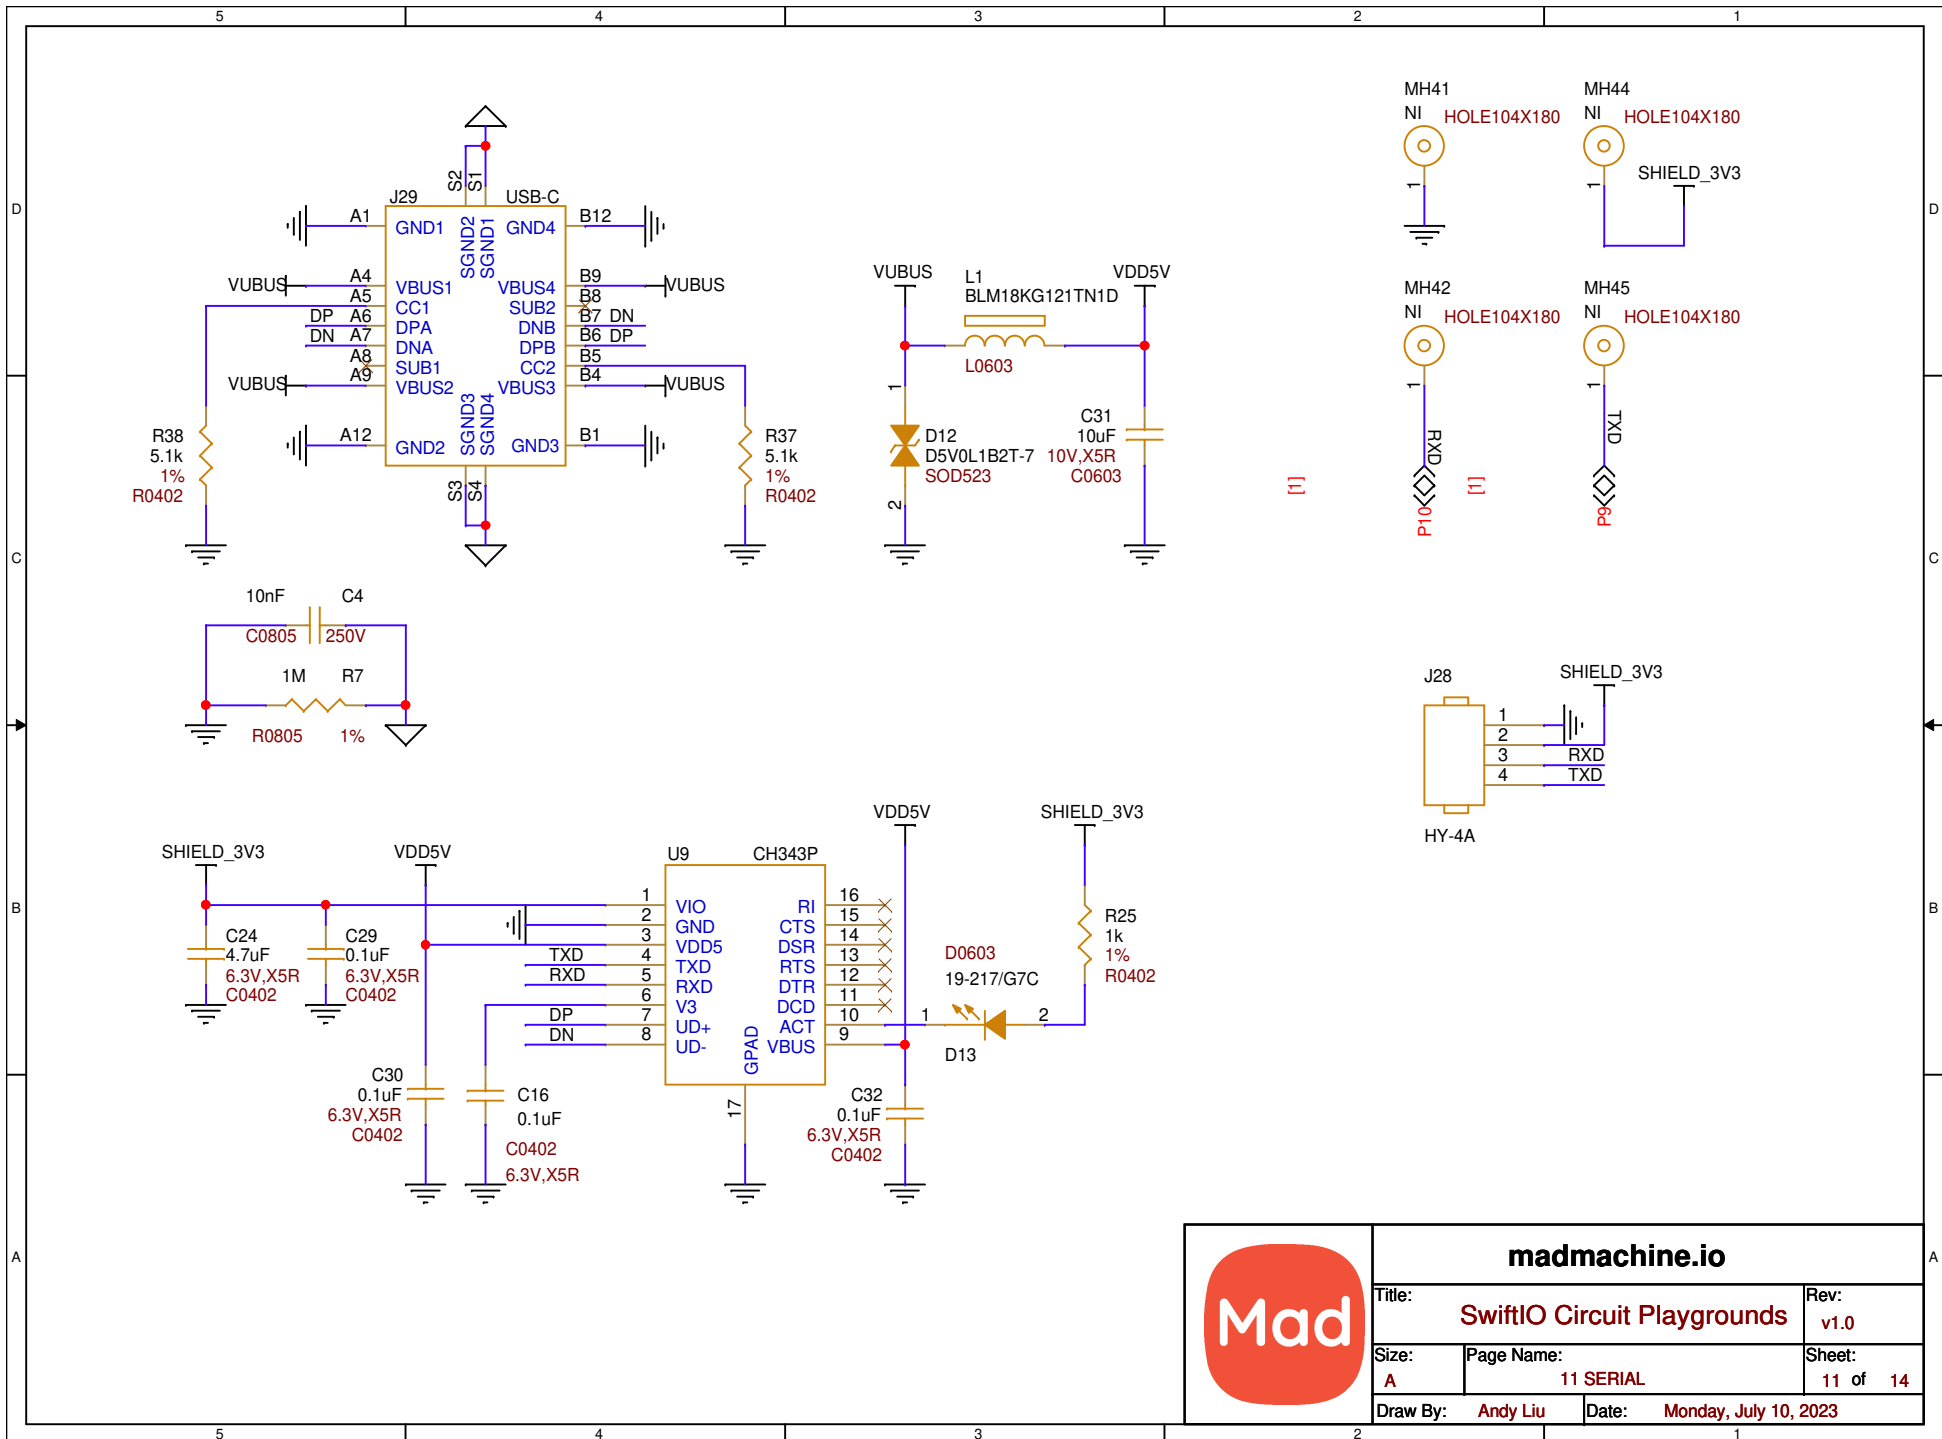 5 4 3 2 1
D
C
B
A
D
C
B
A
J29 USB-C
S2 S1
SGND2 SGND1
A1 GND1
GND4 B12
VUBUS A4 VBUS1
VBUS4 B9 VUBUS
A5 CC1
SUB2 B8
DP A6 DPA
DNB B7 DN
DN A7 DNA
DPB B6 DP
A8 SUB1
CC2 B5
VUBUS A9 VBUS2
VBUS3 B4 VUBUS
A12 GND2
GND3 B1
SGND3 SGND4
S3 S4
R38
5.1k
1%
R0402
R37
5.1k
1%
R0402
VUBUS
L1
BLM18KG121TN1D
L0603
VDD5V
1
D12
D5V0L1B2T-7
SOD523
2
C31
10uF
10V,X5R
C0603
MH41
NI HOLE104X180
1
MH44
NI HOLE104X180
1
SHIELD_3V3
MH42
NI HOLE104X180
1
RXD
[1]
P10
MH45
NI HOLE104X180
1
TXD
[1]
P9
10nF C4
C0805 250V
1M R7
R0805 1%
J28
SHIELD_3V3
1
2
3 RXD
4 TXD
HY-4A
SHIELD_3V3
VDD5V
U9 CH343P
1 VIO
2 GND
3 VDD5
TXD 4 TXD
RXD 5 RXD
6 V3
DP 7 UD+
DN 8 UD-
RI 16
CTS 15
DSR 14
RTS 13
DTR 12
DCD 11
ACT 10
VBUS 9
GPAD
17
C24
4.7uF
6.3V,X5R
C0402
C29
0.1uF
6.3V,X5R
C0402
C30
0.1uF
6.3V,X5R
C0402
C16
0.1uF
C0402
6.3V,X5R
VDD5V
C32
0.1uF
6.3V,X5R
C0402
SHIELD_3V3
R25
1k
1%
R0402
D0603
19-217/G7C
1 2
D13
Mad
madmachine.io
Title:
SwiftIO Circuit Playgrounds
Rev:
v1.0
Size:
A
Page Name:
11 SERIAL
Sheet:
11 of 14
Draw By: Andy Liu
Date: Monday, July 10, 2023
5 4 3 2 1